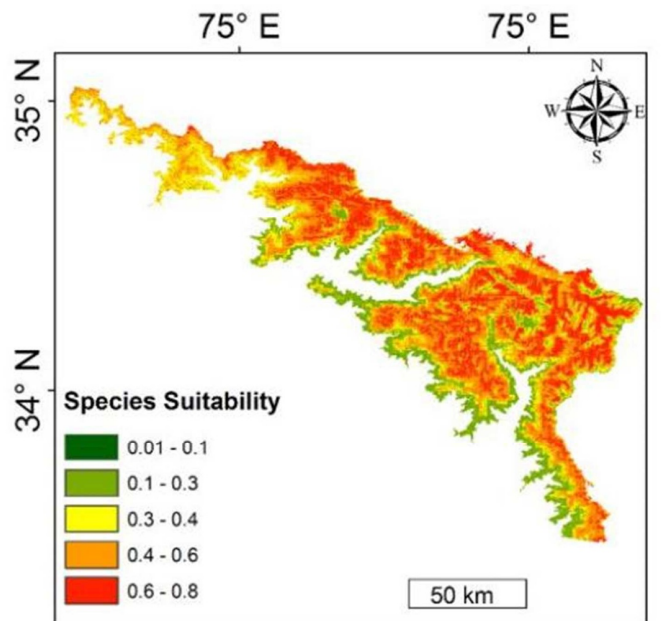 75° E 75° E
35° N
34° N
N
W E
S
Species Suitability
0.01 - 0.1
0.1 - 0.3
0.3 - 0.4
0.4 - 0.6
0.6 - 0.8
50 km